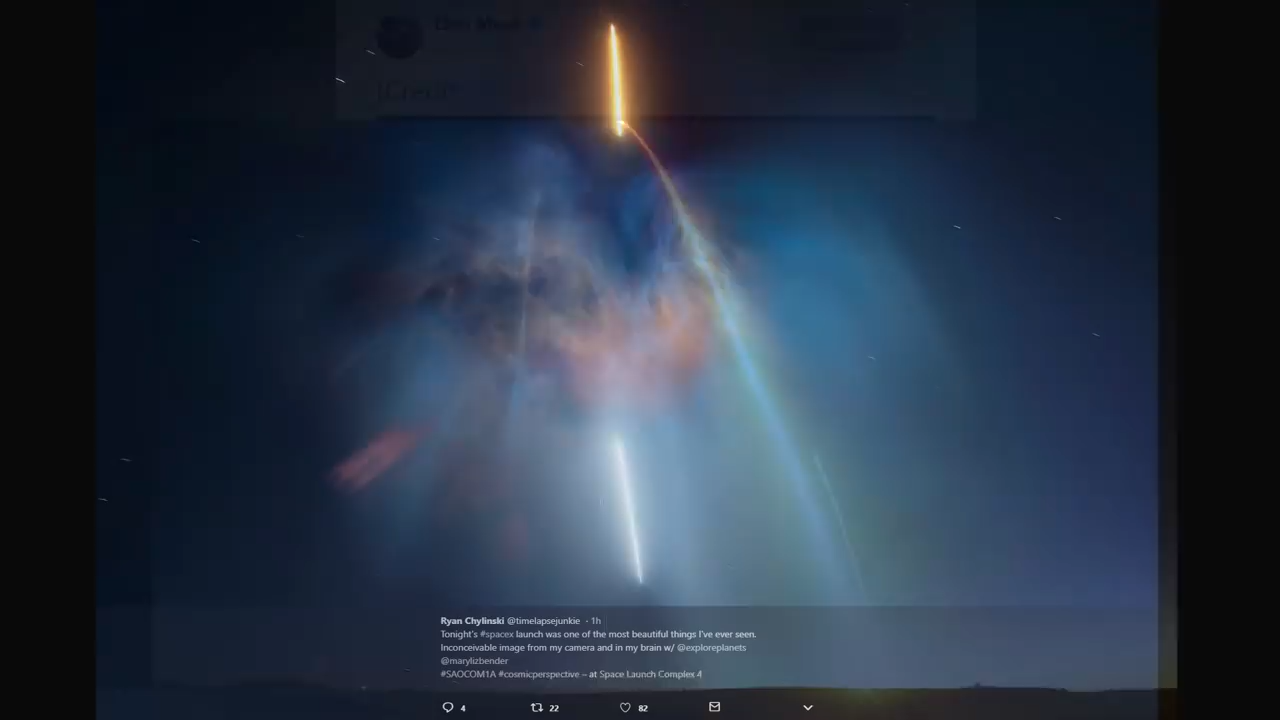 (Credit
Ryan Chylinski @timelapsejunkie · 1h
Tonight's #spacex launch was one of the most beautiful things I've ever seen.
Inconceivable image from my camera and in my brain w/ @exploreplanets
@marylizbender
#SAOCOM1A #cosmicperspective – at Space Launch Complex 4
4 22 82